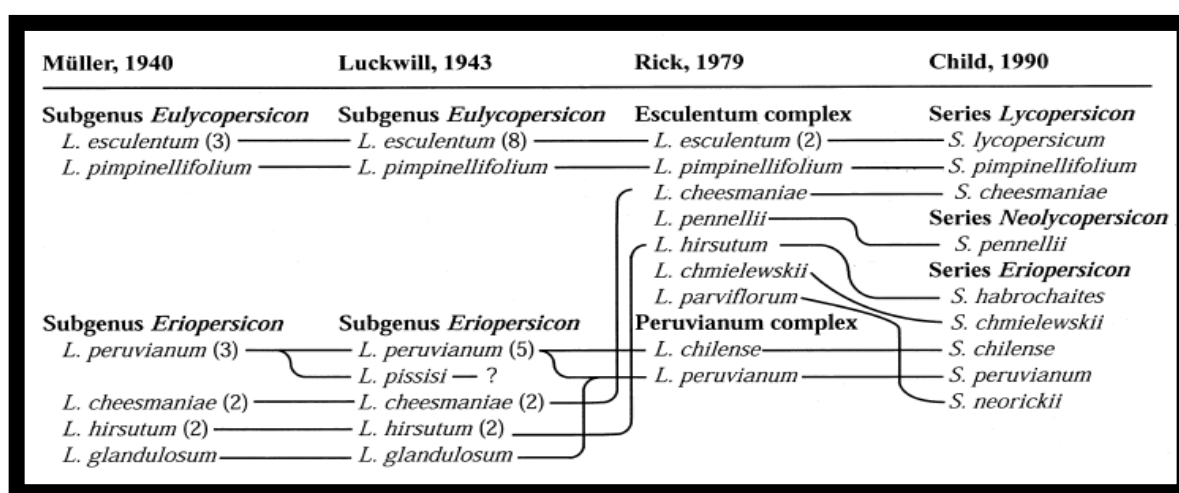 Müller, 1940 Luckwill, 1943 Rick, 1979 Child, 1990
Subgenus Eulycopersicon Subgenus Eulycopersicon Esculentum complex Series Lycopersicon
L. esculentum (3) L. esculentum (8) L. esculentum (2) S. lycopersicum
L. pimpinellifolium L. pimpinellifolium L. pimpinellifolium S. pimpinellifolium
L. cheesmaniae S. cheesmaniae
L. pennellii Series Neolycopersicon
L. hirsutum S. pennellii
L. chmielewskii Series Eriopersicon
L. parviflorum S. habrochaites
Subgenus Eriopersicon Subgenus Eriopersicon Peruvianum complex S. chmielewskii
L. peruvianum (3) L. peruvianum (5) L. chilense S. chilense
L. pissisi — ? L. peruvianum S. peruvianum
L. cheesmaniae (2) L. cheesmaniae (2) S. neorickii
L. hirsutum (2) L. hirsutum (2)
L. glandulosum L. glandulosum